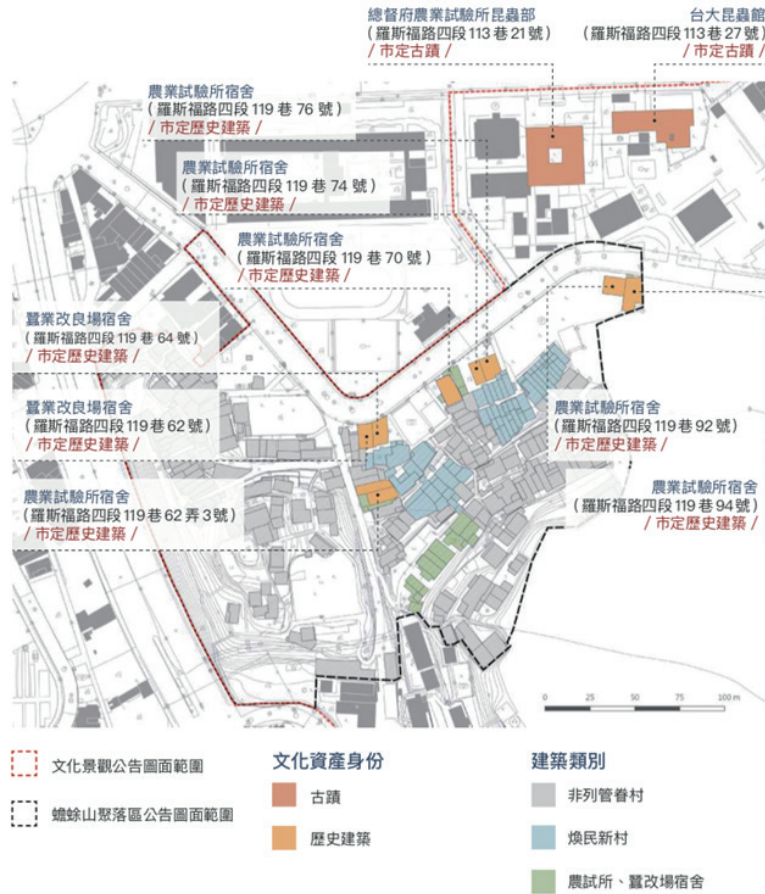 總督府農業試驗所昆蟲部
(羅斯福路四段 113 巷 21 號)
/ 市定古蹟 /
台大昆蟲館
(羅斯福路四段 113 巷 27 號)
/ 市定古蹟 /
農業試驗所宿舍
(羅斯福路四段 119 巷 76 號)
/ 市定歷史建築 /
農業試驗所宿舍
(羅斯福路四段 119 巷 74 號)
/ 市定歷史建築 /
農業試驗所宿舍
(羅斯福路四段 119 巷 70 號)
/ 市定歷史建築 /
蠶業改良場宿舍
(羅斯福路四段 119 巷 64 號)
/ 市定歷史建築 /
蠶業改良場宿舍
(羅斯福路四段 119 巷 62 號)
/ 市定歷史建築 /
農業試驗所宿舍
(羅斯福路四段 119 巷 62 弄 3 號)
/ 市定歷史建築 /
農業試驗所宿舍
(羅斯福路四段 119 巷 92 號)
/ 市定歷史建築 /
農業試驗所宿舍
(羅斯福路四段 119 巷 94 號)
/ 市定歷史建築 /
0 25 50 75 100 m
文化景觀公告圖面範圍
蟾蜍山聚落區公告圖面範圍
文化資產身份
古蹟
歷史建築
建築類別
非列管眷村
煥民新村
農試所、蠶改場宿舍